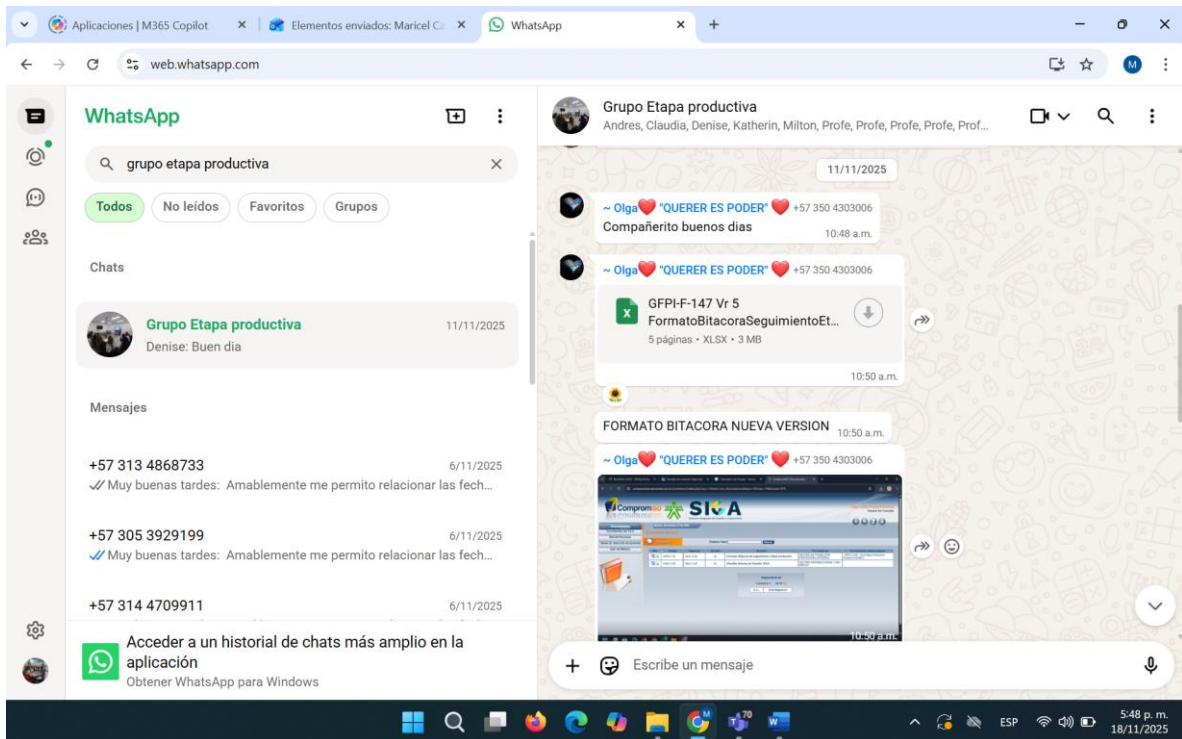 Aplicaciones | M365 Copilot
Elementos enviados: Maricel Ca
WhatsApp
web.whatsapp.com
M
WhatsApp
grupo etapa productiva
Todos
No leídos
Favoritos
Grupos
Chats
Grupo Etapa productiva
11/11/2025
Denise: Buen dia
Mensajes
+57 313 4868733
6/11/2025
Muy buenas tardes: Amablemente me permito relacionar las fech...
+57 305 3929199
6/11/2025
Muy buenas tardes: Amablemente me permito relacionar las fech...
+57 314 4709911
6/11/2025
Acceder a un historial de chats más amplio en la
aplicación
Obtener WhatsApp para Windows
Grupo Etapa productiva
Andres, Claudia, Denise, Katherin, Milton, Profe, Profe, Profe, Profe, Prof...
11/11/2025
~ Olga❤️ "QUERER ES PODER" ❤️ +57 350 4303006
Compañerito buenos dias
10:48 a.m.
~ Olga❤️ "QUERER ES PODER" ❤️ +57 350 4303006
X
GFPI-F-147 Vr 5
FormatoBitacoraSeguimientoEt...
5 páginas • XLSX • 3 MB
10:50 a.m.
FORMATO BITACORA NUEVA VERSION
10:50 a.m.
~ Olga❤️ "QUERER ES PODER" ❤️ +57 350 4303006
CompromISO
SIGA
10:50 a.m.
Escribe un mensaje
M
70
ESP
5:48 p. m.
18/11/2025